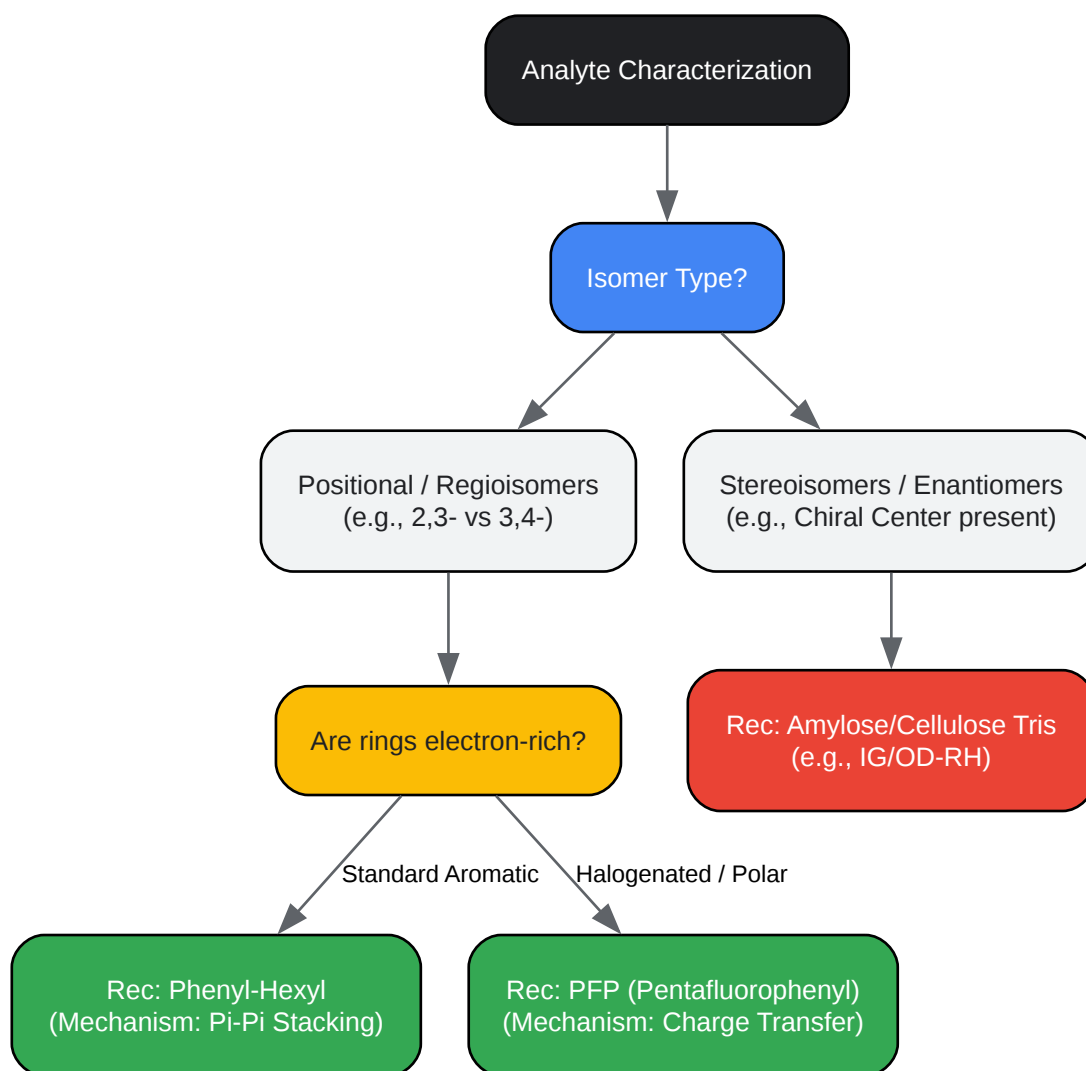 Analyte Characterization
Isomer Type?
Positional / Regioisomers
(e.g., 2,3- vs 3,4-)
Stereoisomers / Enantiomers
(e.g., Chiral Center present)
Are rings electron-rich?
Rec: Amylose/Cellulose Tris
(e.g., IG/OD-RH)
Standard Aromatic
Halogenated / Polar
Rec: Phenyl-Hexyl
(Mechanism: Pi-Pi Stacking)
Rec: PFP (Pentafluorophenyl)
(Mechanism: Charge Transfer)